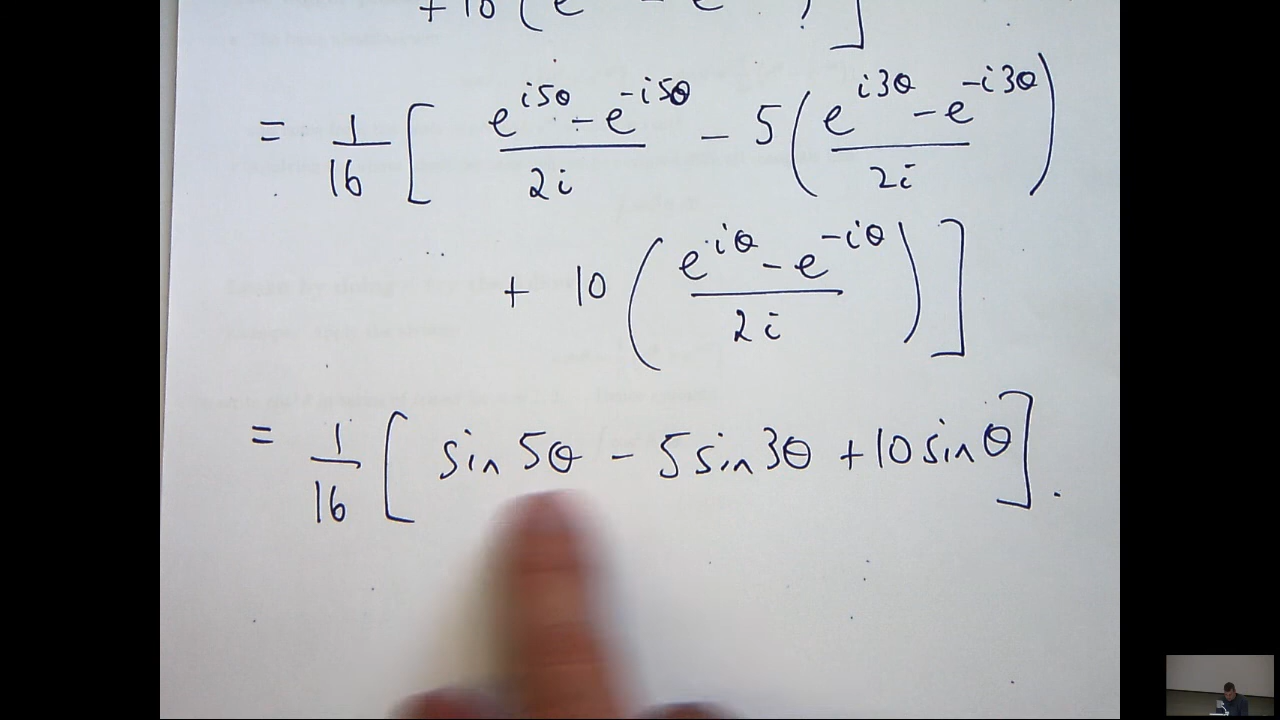 +10 ( e - e ) ]
= 1/16 [ (e^{i5θ} - e^{-i5θ})/2i - 5 ( (e^{i3θ} - e^{-i3θ})/2i )
+ 10 ( (e^{iθ} - e^{-iθ})/2i ) ]
= 1/16 [ sin 5θ - 5 sin 3θ + 10 sin θ ] .